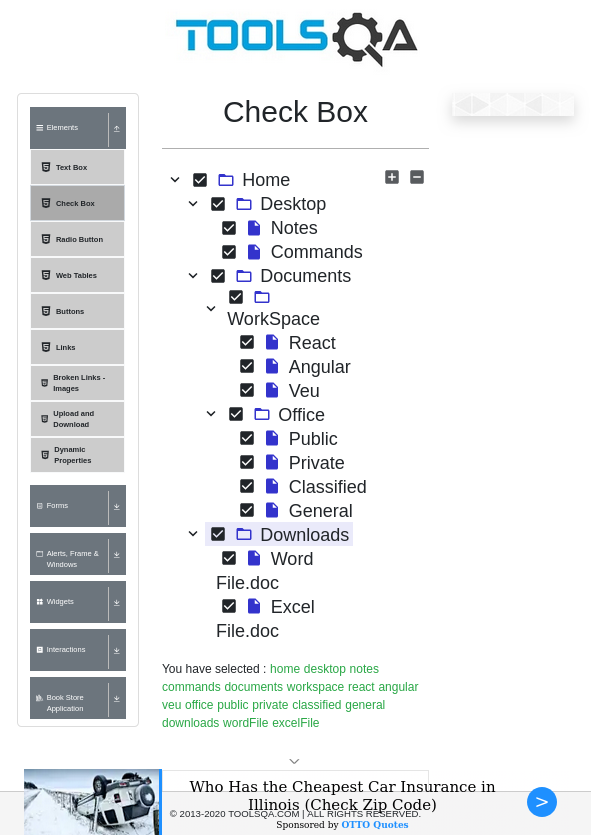 TOOLSQA
Check Box
Elements
Text Box
Check Box
Radio Button
Web Tables
Buttons
Links
Broken Links -
Images
Upload and
Download
Dynamic
Properties
Forms
Alerts, Frame &
Windows
Widgets
Interactions
Book Store
Application
Home
Desktop
Notes
Commands
Documents
WorkSpace
React
Angular
Veu
Office
Public
Private
Classified
General
Downloads
Word
File.doc
Excel
File.doc
You have selected : home desktop notes
commands documents workspace react angular
veu office public private classified general
downloads wordFile excelFile
Who Has the Cheapest Car Insurance in
Illinois (Check Zip Code)
© 2013-2020 TOOLSQA.COM | ALL RIGHTS RESERVED.
Sponsored by OTTO Quotes